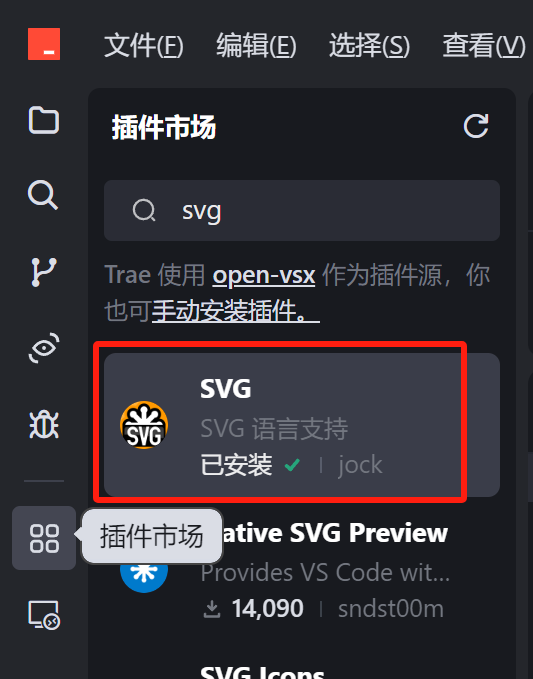 文件(F) 编辑(E) 选择(S) 查看(V)
插件市场
svg
Trae 使用 open-vsx 作为插件源，你
也可手动安装插件。
SVG
SVG 语言支持
SVG
已安装 jock
插件市场
ative SVG Preview
Provides VS Code wit...
14,090 sndst00m
SVG Icons